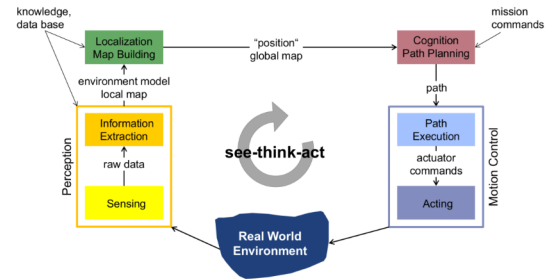 knowledge,
data base
Localization
Map Building
"position"
global map
Cognition
Path Planning
mission
commands
environment model
local map
path
Perception
Information
Extraction
raw data
Sensing
see-think-act
Path
Execution
actuator
commands
Acting
Motion Control
Real World
Environment